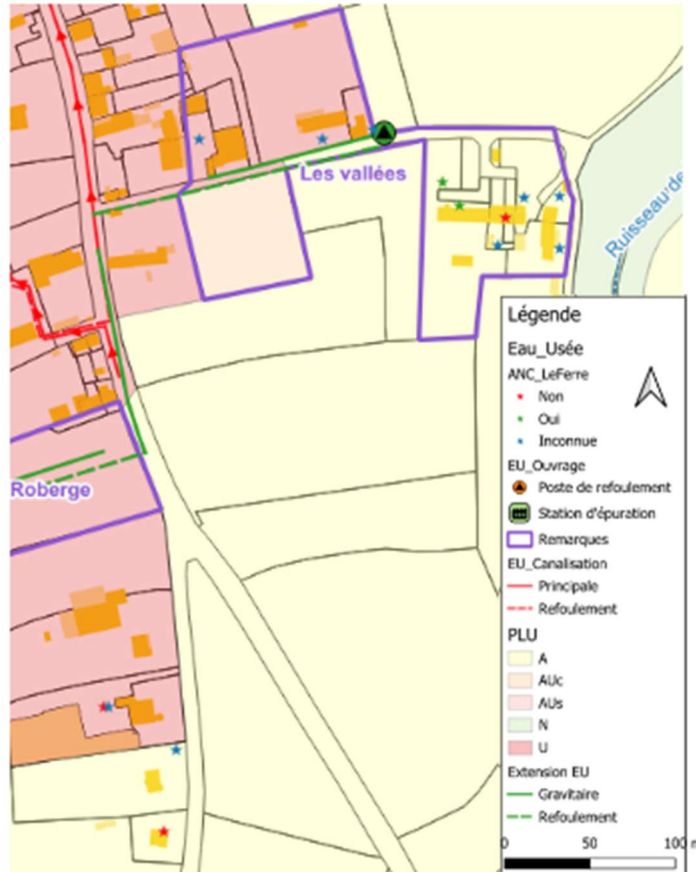 Les vallées
Ruisseau de
Roberge
Légende
Eau_Usée
ANC_LeFerre
Non
Oui
Inconnue
EU_Ouvrage
Poste de refoulement
Station d'épuration
Remarques
EU_Canalisation
Principale
Refoulement
PLU
A
AUc
AUs
N
U
Extension EU
Gravitaire
Refoulement
0 50 100 m